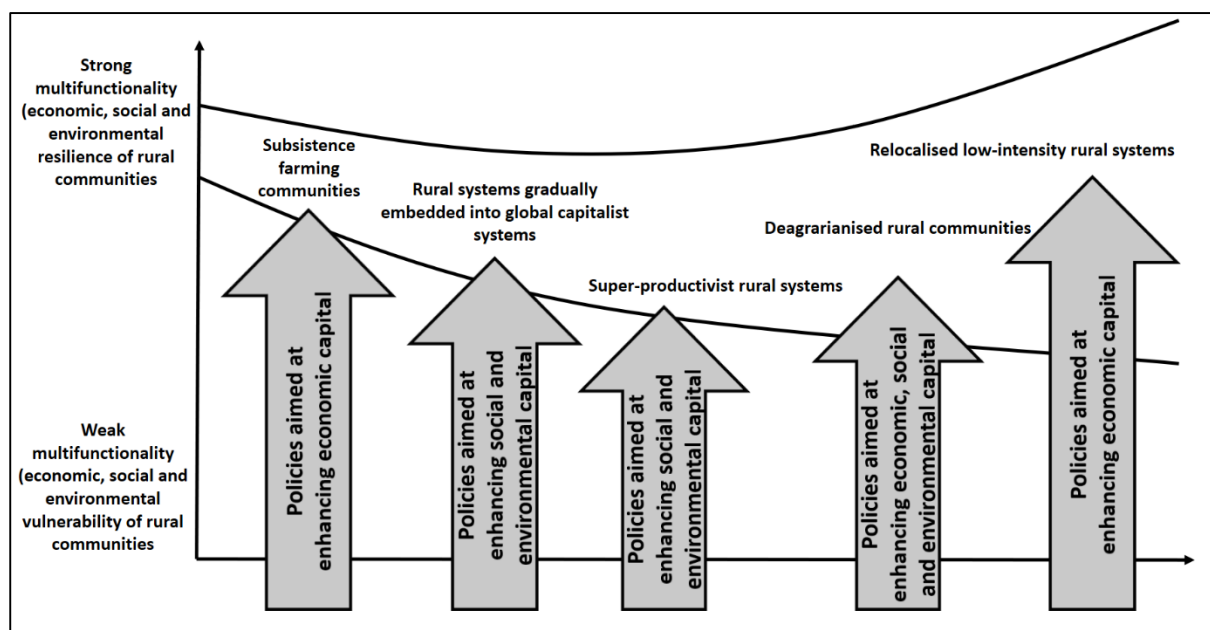 Strong
multifunctionality
(economic, social and
environmental
resilience of rural
communities
Subsistence
farming
communities
Rural systems gradually
embedded into global capitalist
systems
Super-productivist rural systems
Deagrarianised rural communities
Relocalised low-intensity rural systems
Weak
multifunctionality
(economic, social and
environmental
vulnerability of rural
communities
Policies aimed at
enhancing economic capital
Policies aimed at
enhancing social and
environmental capital
Policies aimed at
enhancing social and
environmental capital
Policies aimed at
enhancing economic, social
and environmental capital
Policies aimed at
enhancing economic capital